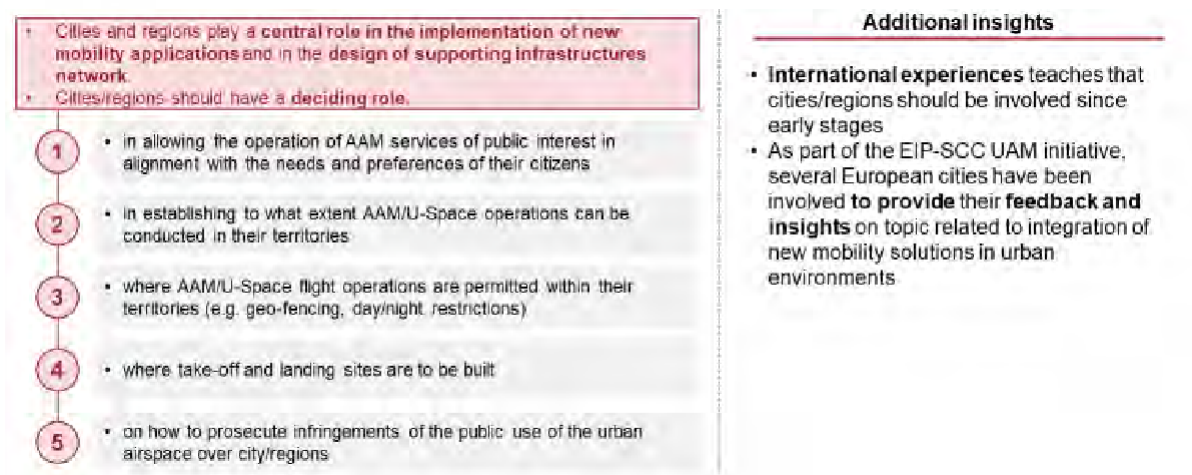 • Cities and regions play a central role in the implementation of new
mobility applications and in the design of supporting infrastructures
network.
• Cities/regions should have a deciding role.
1
• in allowing the operation of AAM services of public interest in
alignment with the needs and preferences of their citizens
2
• in establishing to what extent AAM/U-Space operations can be
conducted in their territories
3
• where AAM/U-Space flight operations are permitted within their
territories (e.g. geo-fencing, day/night restrictions)
4
• where take-off and landing sites are to be built
5
• on how to prosecute infringements of the public use of the urban
airspace over city/regions
Additional insights
• International experiences teaches that
cities/regions should be involved since
early stages
• As part of the EIP-SCC UAM initiative,
several European cities have been
involved to provide their feedback and
insights on topic related to integration of
new mobility solutions in urban
environments